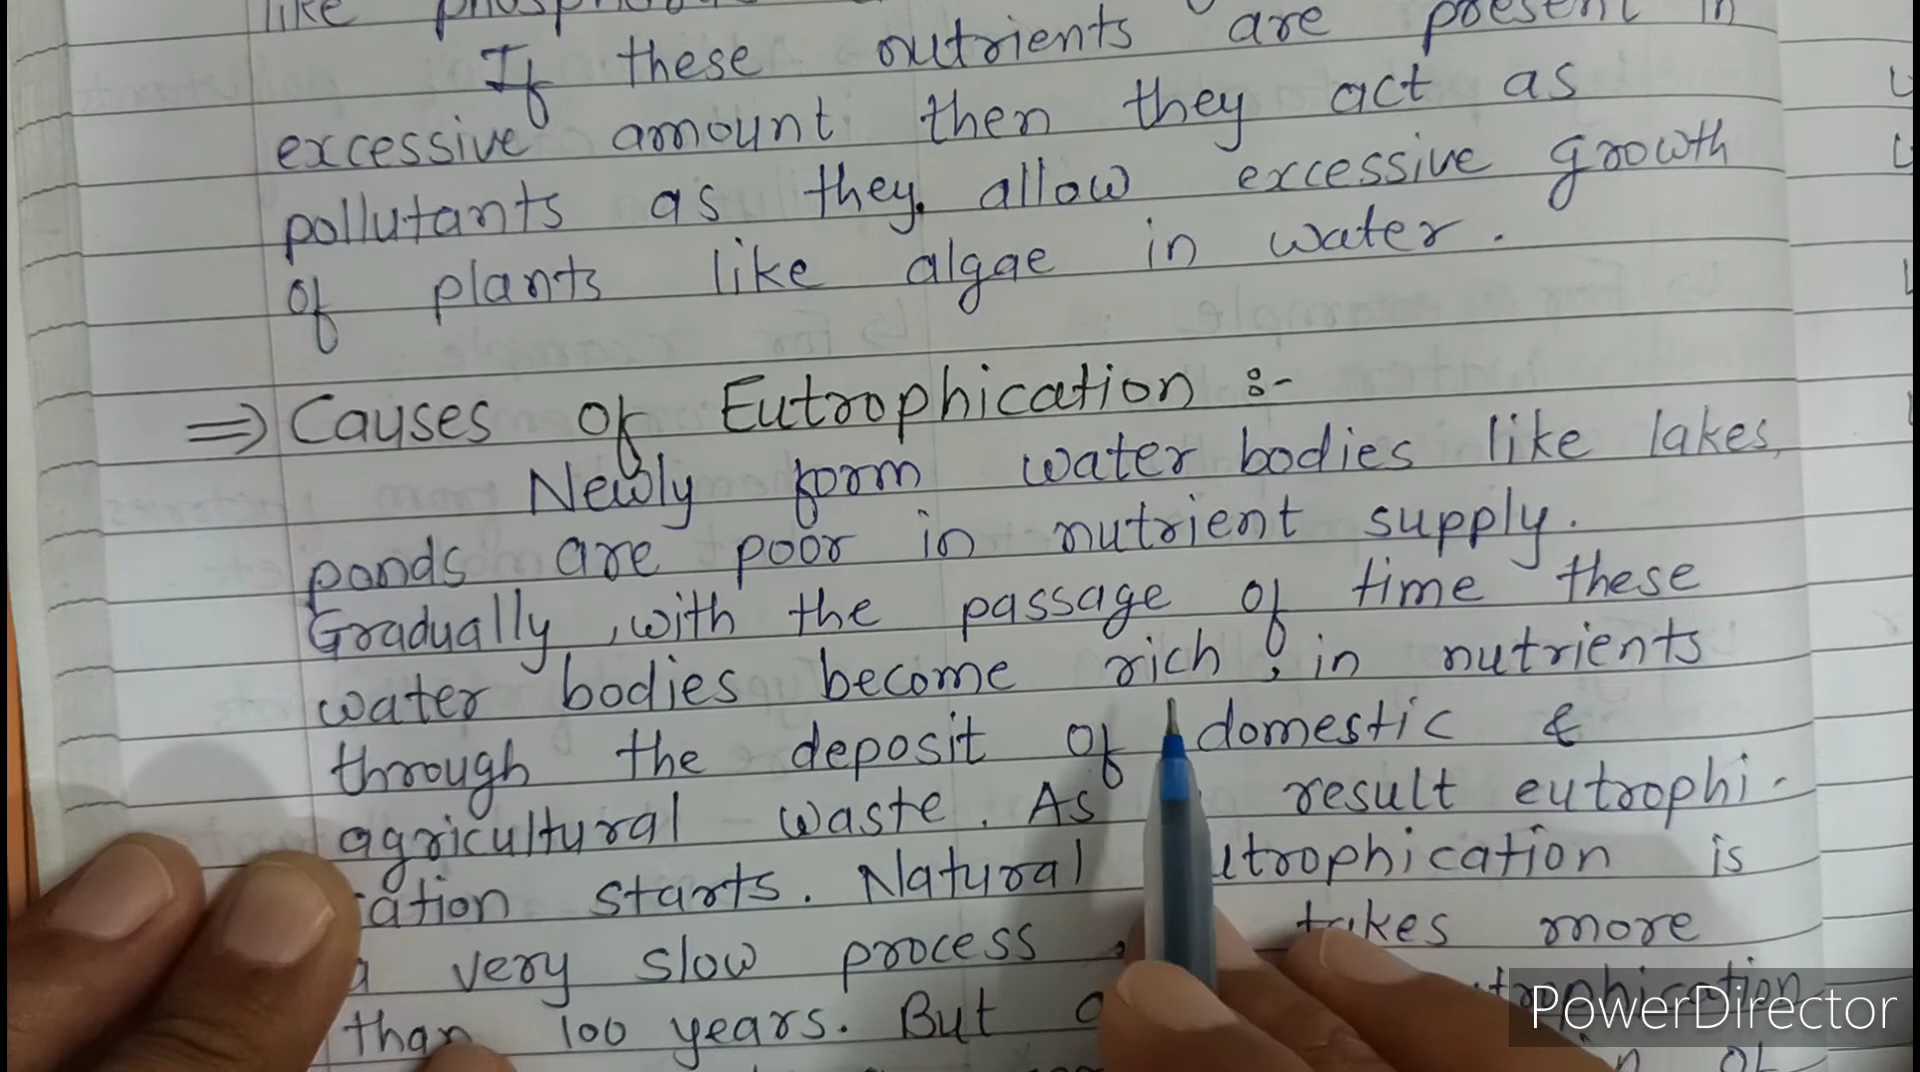 like
If these nutrients are present in
excessive amount then they act as
pollutants as they allow excessive growth
of plants like algae in water.
⇒ Causes of Eutrophication :-
Newly form water bodies like lakes,
ponds are poor in nutrient supply.
Gradually, with the passage of time these
water bodies become rich in nutrients
through the deposit of domestic &
agricultural waste. As result eutrophi-
cation starts. Natural eutrophication is
a very slow process takes more
than 100 years. But
PowerDirector